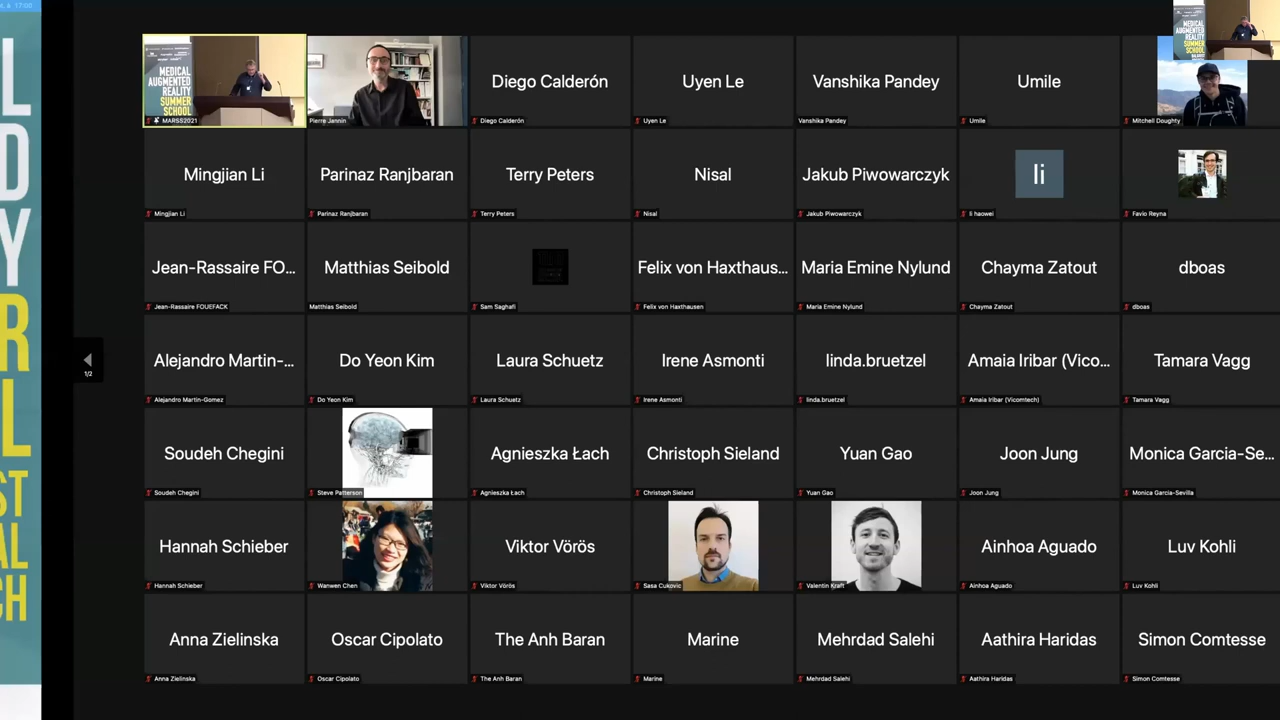 A 17:00
MEDICAL
AUGMENTED
REALITY
SUMMER
SCHOOL
MARSS2021
Pierre Jannin
Diego Calderón
Diego Calderón
Uyen Le
Uyen Le
Vanshika Pandey
Vanshika Pandey
Umile
Umile
MEDICAL
AUGMENTED
REALITY
SUMMER
SCHOOL
Mitchell Doughty
Mingjian Li
Mingjian Li
Parinaz Ranjbaran
Parinaz Ranjbaran
Terry Peters
Terry Peters
Nisal
Nisal
Jakub Piwowarczyk
Jakub Piwowarczyk
li
li haowei
Favio Reyna
Jean-Rassaire FO...
Jean-Rassaire FOUEFACK
Matthias Seibold
Matthias Seibold
Sam Saghafi
Felix von Haxthaus...
Felix von Haxthausen
Maria Emine Nylund
Maria Emine Nylund
Chayma Zatout
Chayma Zatout
dboas
dboas
1/2
Alejandro Martin-...
Alejandro Martin-Gomez
Do Yeon Kim
Do Yeon Kim
Laura Schuetz
Laura Schuetz
Irene Asmonti
Irene Asmonti
linda.bruetzel
linda.bruetzel
Amaia Iribar (Vico...
Amaia Iribar (Vicomtech)
Tamara Vagg
Tamara Vagg
Soudeh Chegini
Soudeh Chegini
Steve Patterson
Agnieszka Łach
Agnieszka Łach
Christoph Sieland
Christoph Sieland
Yuan Gao
Yuan Gao
Joon Jung
Joon Jung
Monica Garcia-Se...
Monica Garcia-Sevilla
Hannah Schieber
Hannah Schieber
Wanwen Chen
Viktor Vörös
Viktor Vörös
Sasa Cukovic
Valentin Kraft
Ainhoa Aguado
Ainhoa Aguado
Luv Kohli
Luv Kohli
Anna Zielinska
Anna Zielinska
Oscar Cipolato
Oscar Cipolato
The Anh Baran
The Anh Baran
Marine
Marine
Mehrdad Salehi
Mehrdad Salehi
Aathira Haridas
Aathira Haridas
Simon Comtesse
Simon Comtesse
L
D
Y
R
L
ST
AL
CH